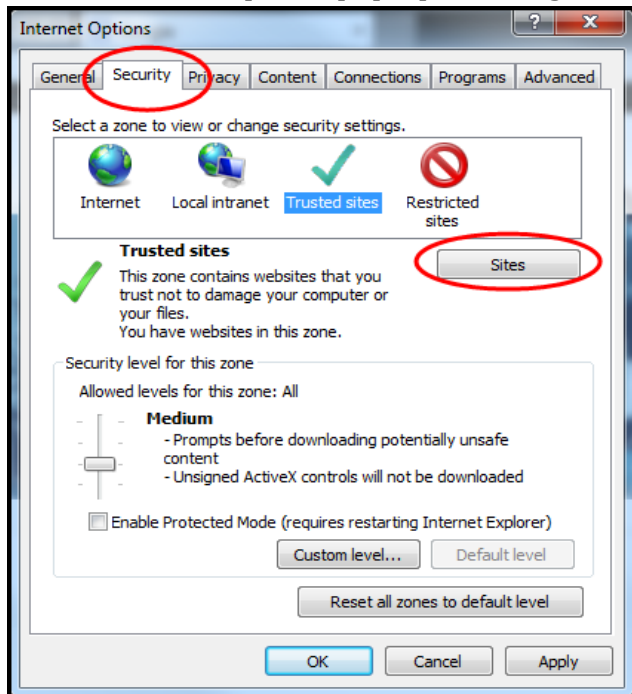 Internet Options
General Security Privacy Content Connections Programs Advanced
Select a zone to view or change security settings.
Internet Local intranet Trusted sites Restricted
sites
Trusted sites
Sites
This zone contains websites that you
trust not to damage your computer or
your files.
You have websites in this zone.
Security level for this zone
Allowed levels for this zone: All
Medium
- Prompts before downloading potentially unsafe
content
- Unsigned ActiveX controls will not be downloaded
Enable Protected Mode (requires restarting Internet Explorer)
Custom level... Default level
Reset all zones to default level
OK Cancel Apply